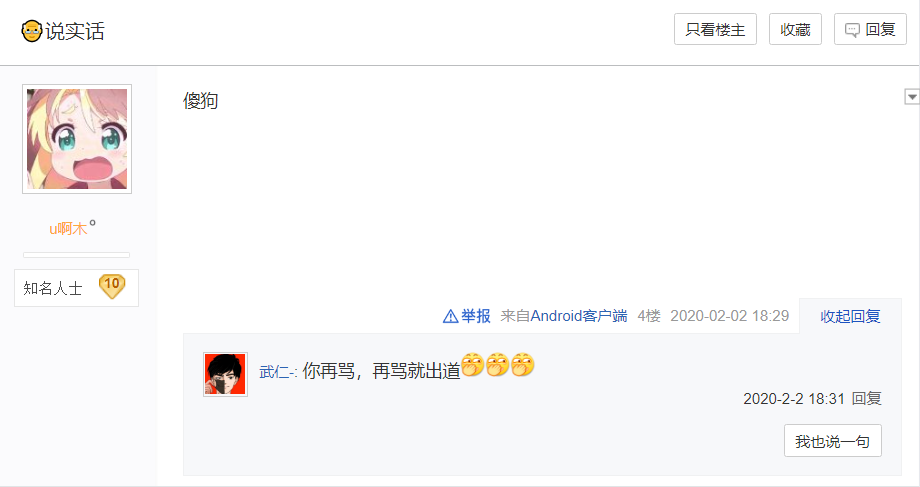 说实话
只看楼主
收藏
回复
傻狗
u啊木°
知名人士
10
举报 来自Android客户端 4楼 2020-02-02 18:29 收起回复
武仁-: 你再骂，再骂就出道
2020-2-2 18:31 回复
我也说一句